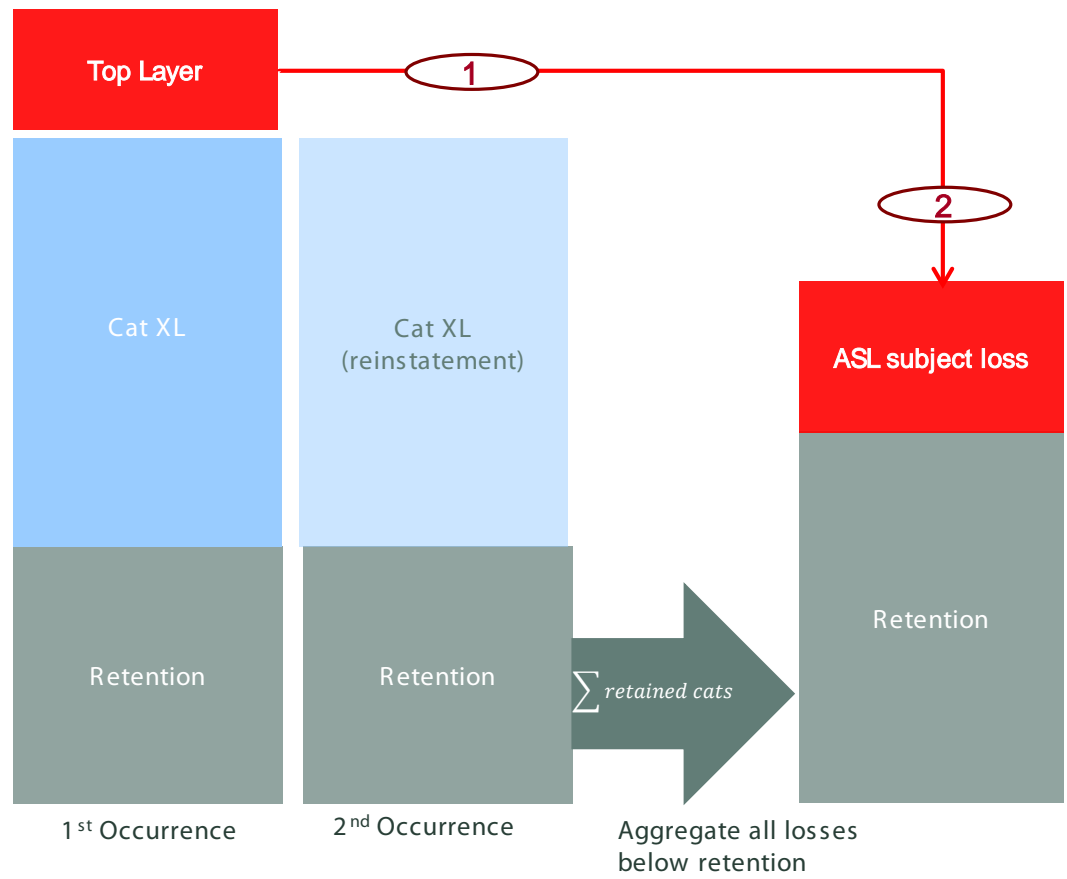 Top Layer
1
2
Cat XL
Cat XL
(reinstatement)
ASL subject loss
Retention
Retention
Retention
∑ retained cats
1st Occurrence
2nd Occurrence
Aggregate all losses
below retention